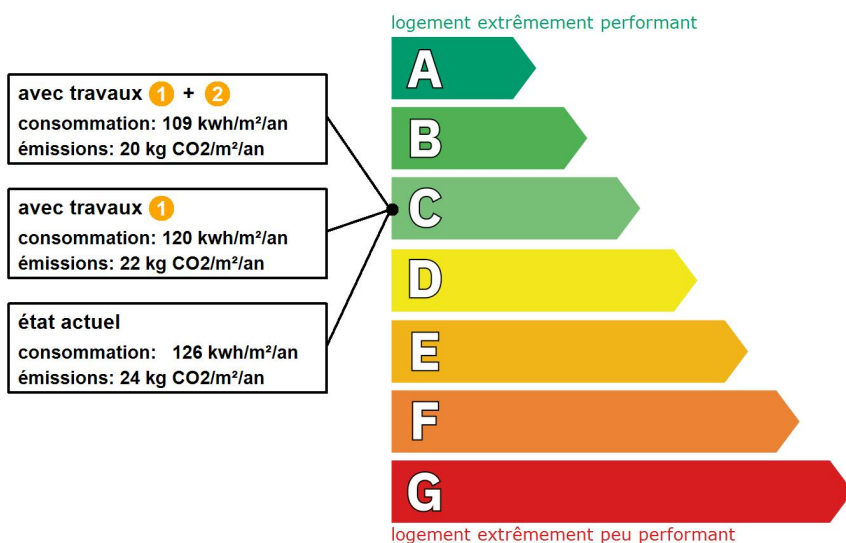 logement extrêmement performant
avec travaux 1 + 2
consommation: 109 kwh/m²/an
émissions: 20 kg CO2/m²/an
avec travaux 1
consommation: 120 kwh/m²/an
émissions: 22 kg CO2/m²/an
état actuel
consommation: 126 kwh/m²/an
émissions: 24 kg CO2/m²/an
A
B
C
D
E
F
G
logement extrêmement peu performant